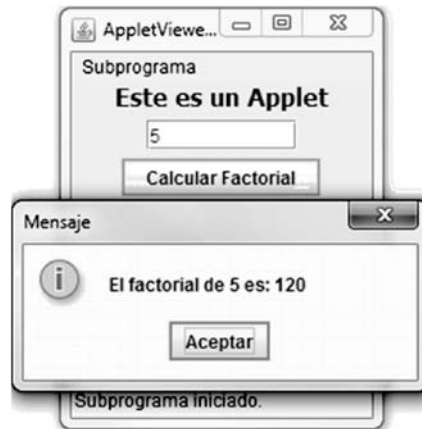 AppletViewe...
Subprograma
Este es un Applet
5
Calcular Factorial
Mensaje
El factorial de 5 es: 120
Aceptar
Subprograma iniciado.